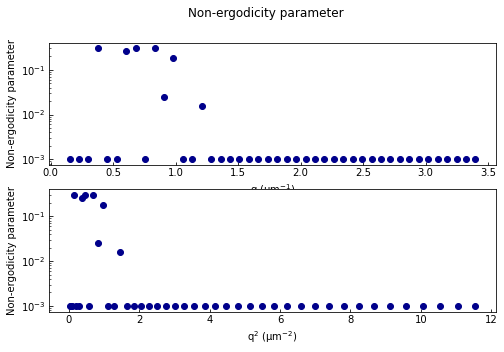 Non-ergodicity parameter
Non-ergodicity parameter
10⁻¹
10⁻²
10⁻³
0.0 0.5 1.0 1.5 2.0 2.5 3.0 3.5
q (μm⁻¹)
Non-ergodicity parameter
10⁻¹
10⁻²
10⁻³
0 2 4 6 8 10 12
q² (μm⁻²)